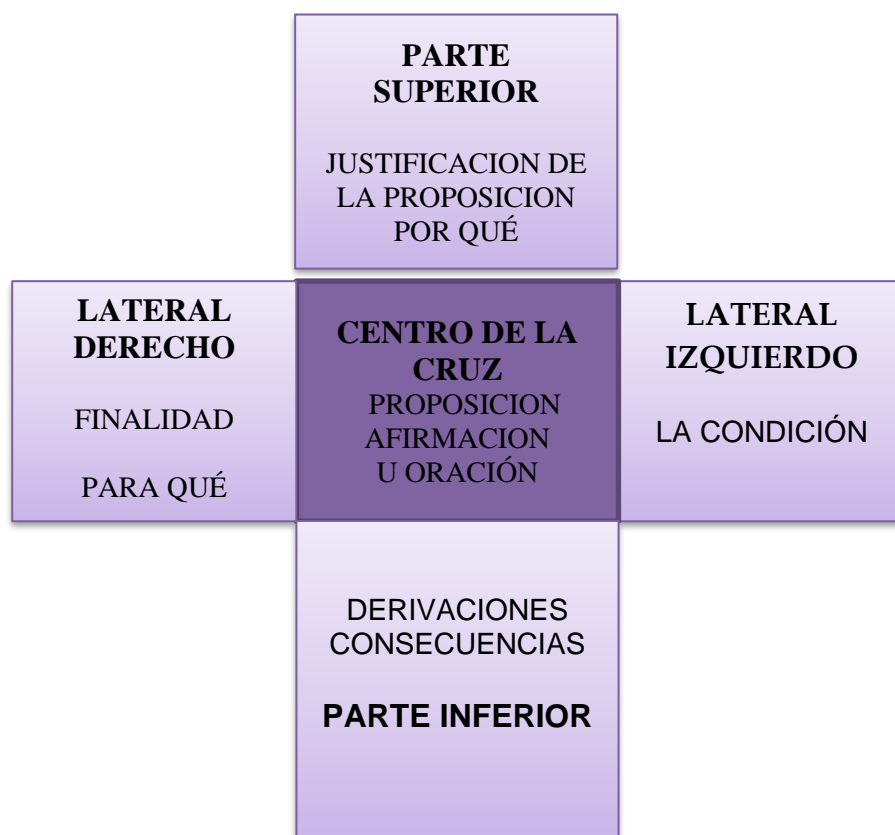 PARTE
SUPERIOR
JUSTIFICACION DE
LA PROPOSICION
POR QUÉ
LATERAL
DERECHO
FINALIDAD
PARA QUÉ
CENTRO DE LA
CRUZ
PROPOSICION
AFIRMACION
U ORACIÓN
LATERAL
IZQUIERDO
LA CONDICIÓN
DERIVACIONES
CONSECUENCIAS
PARTE INFERIOR